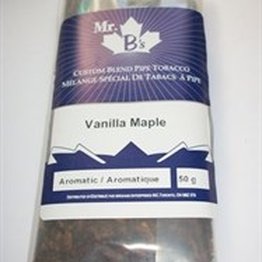 Mr.
B's
CUSTOM BLEND PIPE TOBACCO
MÉLANGE SPÉCIAL DE TABACS À PIPE
Vanilla Maple
Aromatic / Aromatique 50 g